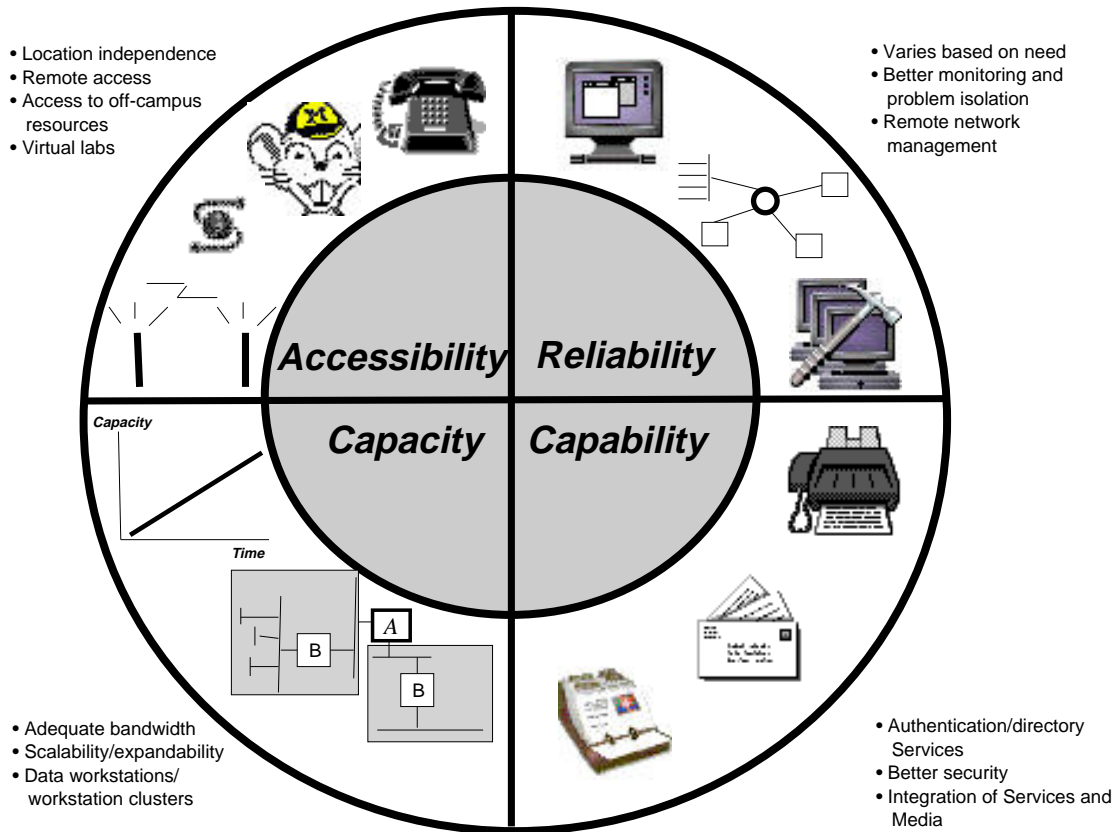 • Location independence
• Remote access
• Access to off-campus
resources
• Virtual labs
• Varies based on need
• Better monitoring and
problem isolation
• Remote network
management
Accessibility
Reliability
Capacity
Capability
Capacity
Time
A
B
B
• Adequate bandwidth
• Scalability/expandability
• Data workstations/
workstation clusters
• Authentication/directory
Services
• Better security
• Integration of Services and
Media